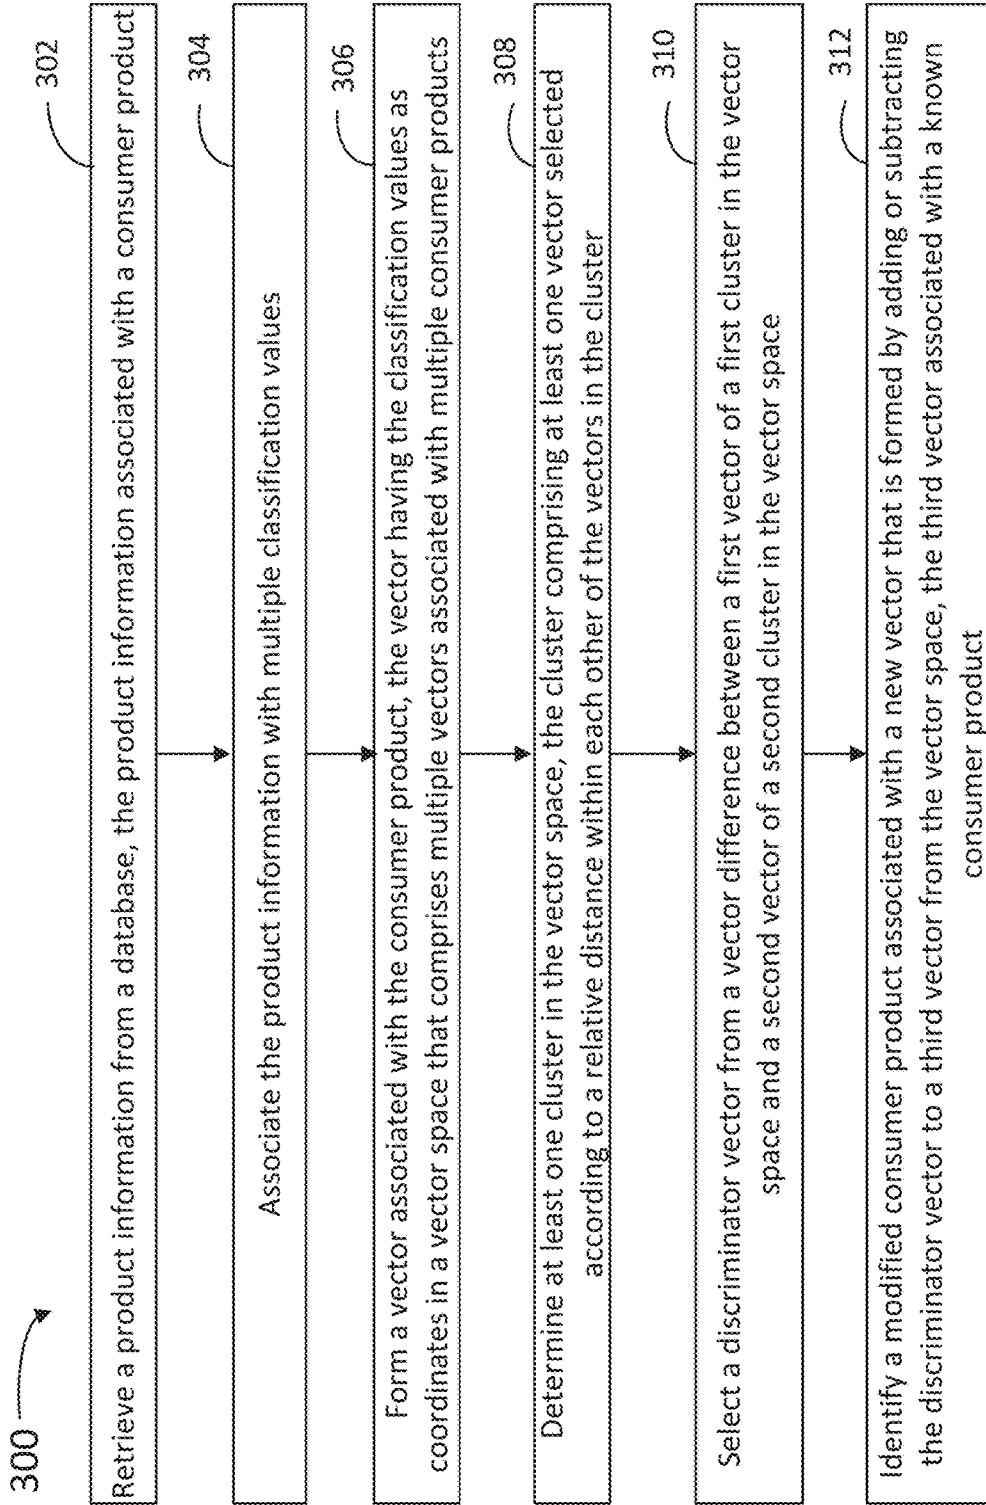 300
302
Retrieve a product information from a database, the product information associated with a consumer product
304
Associate the product information with multiple classification values
306
Form a vector associated with the consumer product, the vector having the classification values as
coordinates in a vector space that comprises multiple vectors associated with multiple consumer products
308
Determine at least one cluster in the vector space, the cluster comprising at least one vector selected
according to a relative distance within each other of the vectors in the cluster
310
Select a discriminator vector from a vector difference between a first vector of a first cluster in the vector
space and a second vector of a second cluster in the vector space
312
Identify a modified consumer product associated with a new vector that is formed by adding or subtracting
the discriminator vector to a third vector from the vector space, the third vector associated with a known
consumer product